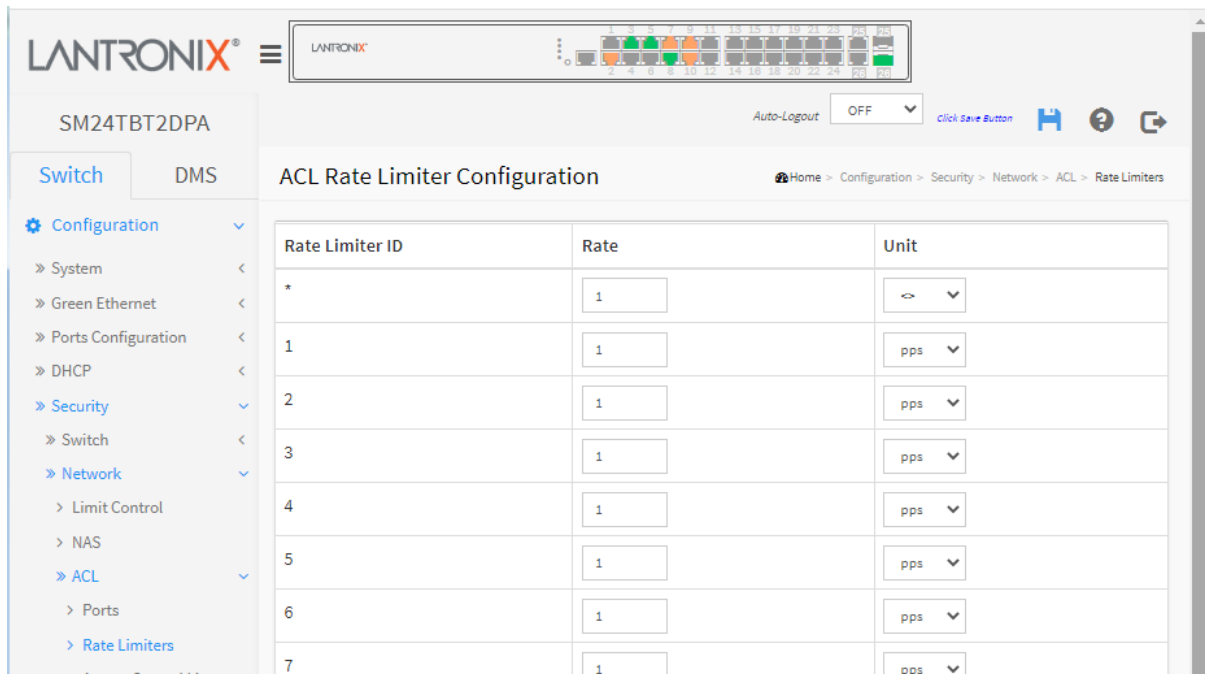 LANTRONIX®
LANTRONIX
1 3 5 7 9 11 13 15 17 19 21 23 25 25
2 4 6 8 10 12 14 16 18 20 22 24 26 26
SM24TBT2DPA
Auto-Logout OFF Click Save Button
Switch DMS
ACL Rate Limiter Configuration
Home > Configuration > Security > Network > ACL > Rate Limiters
Configuration
» System
» Green Ethernet
» Ports Configuration
» DHCP
» Security
» Switch
» Network
> Limit Control
> NAS
» ACL
> Ports
> Rate Limiters
Rate Limiter ID Rate Unit
* 1 <>
1 1 pps
2 1 pps
3 1 pps
4 1 pps
5 1 pps
6 1 pps
7 1 pps